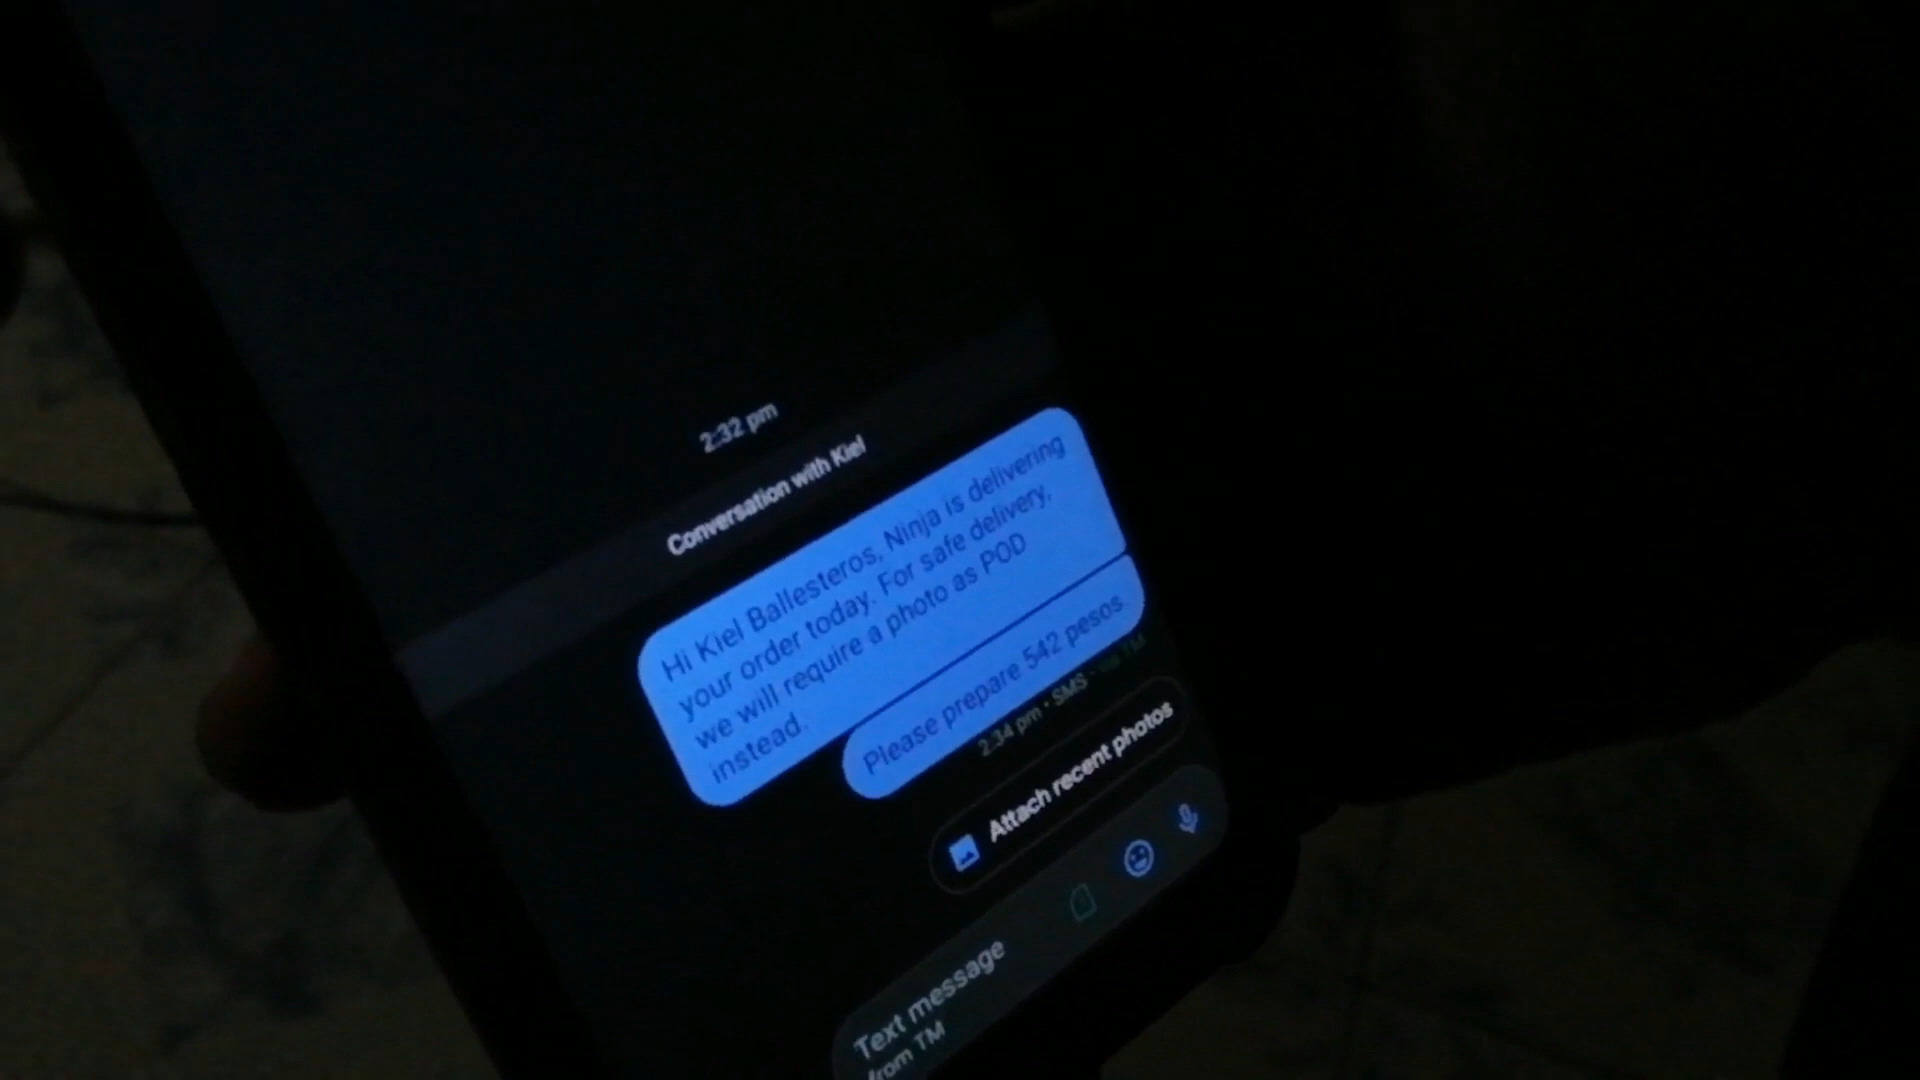 2:32 pm
Conversation with Kiel
Hi Kiel Ballesteros, Ninja is delivering
your order today. For safe delivery,
we will require a photo as POD
instead.
Please prepare 542 pesos
2:34 pm · SMS · via TM
Attach recent photos
Text message
from TM